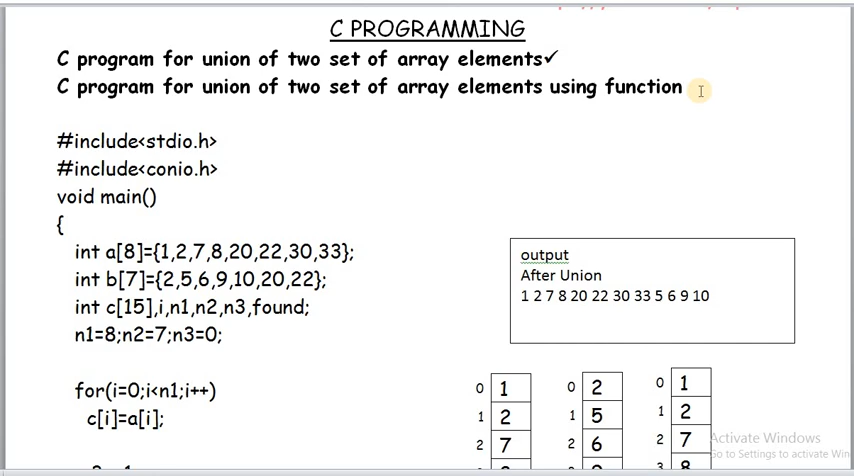 C PROGRAMMING
C program for union of two set of array elements✓
C program for union of two set of array elements using function
#include<stdio.h>
#include<conio.h>
void main()
{
int a[8]={1,2,7,8,20,22,30,33};
int b[7]={2,5,6,9,10,20,22};
int c[15],i,n1,n2,n3,found;
n1=8;n2=7;n3=0;
for(i=0;i<n1;i++)
c[i]=a[i];
output
After Union
1 2 7 8 20 22 30 33 5 6 9 10
0 1
1 2
2 7
0 2
1 5
2 6
0 1
1 2
2 7
3 8
Activate Windows
Go to Settings to activate Win